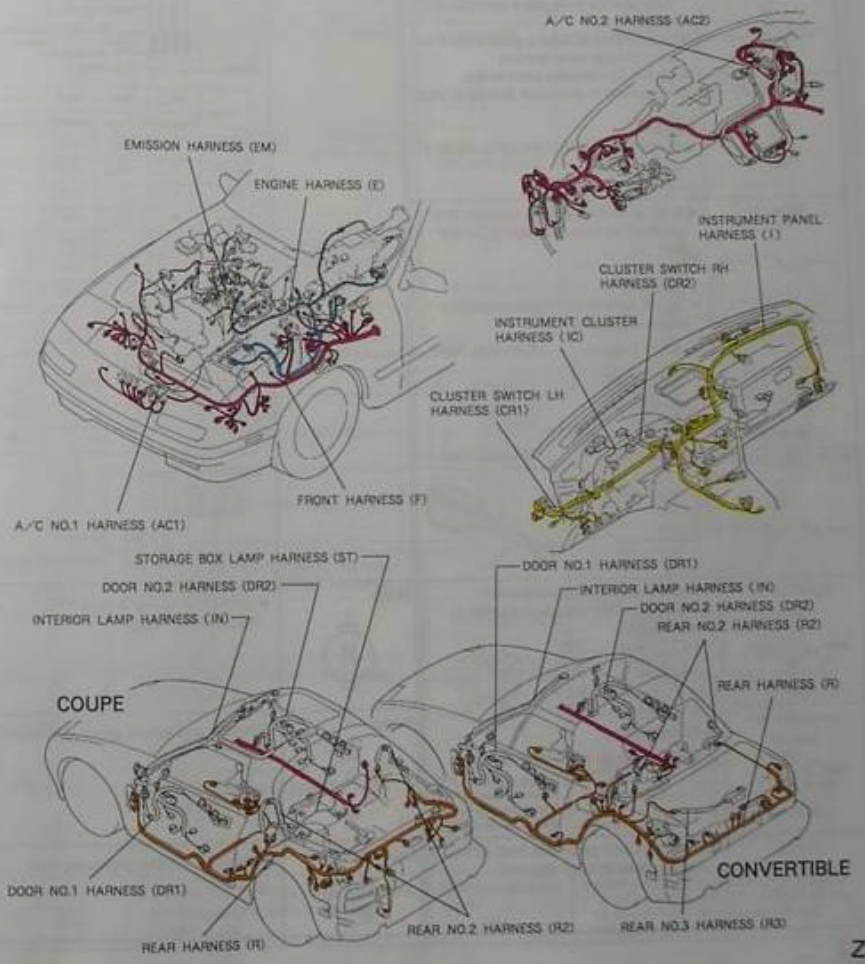 A/C NO.2 HARNESS (AC2)
EMISSION HARNESS (EM)
ENGINE HARNESS (E)
INSTRUMENT PANEL
HARNESS (I)
CLUSTER SWITCH RH
HARNESS (CR2)
INSTRUMENT CLUSTER
HARNESS (IC)
CLUSTER SWITCH LH
HARNESS (CR1)
FRONT HARNESS (F)
A/C NO.1 HARNESS (AC1)
STORAGE BOX LAMP HARNESS (ST)
DOOR NO.2 HARNESS (DR2)
INTERIOR LAMP HARNESS (IN)
COUPE
DOOR NO.1 HARNESS (DR1)
REAR HARNESS (R)
REAR NO.2 HARNESS (R2)
DOOR NO.1 HARNESS (DR1)
INTERIOR LAMP HARNESS (IN)
DOOR NO.2 HARNESS (DR2)
REAR NO.2 HARNESS (R2)
REAR HARNESS (R)
CONVERTIBLE
REAR NO.3 HARNESS (R3)
Z